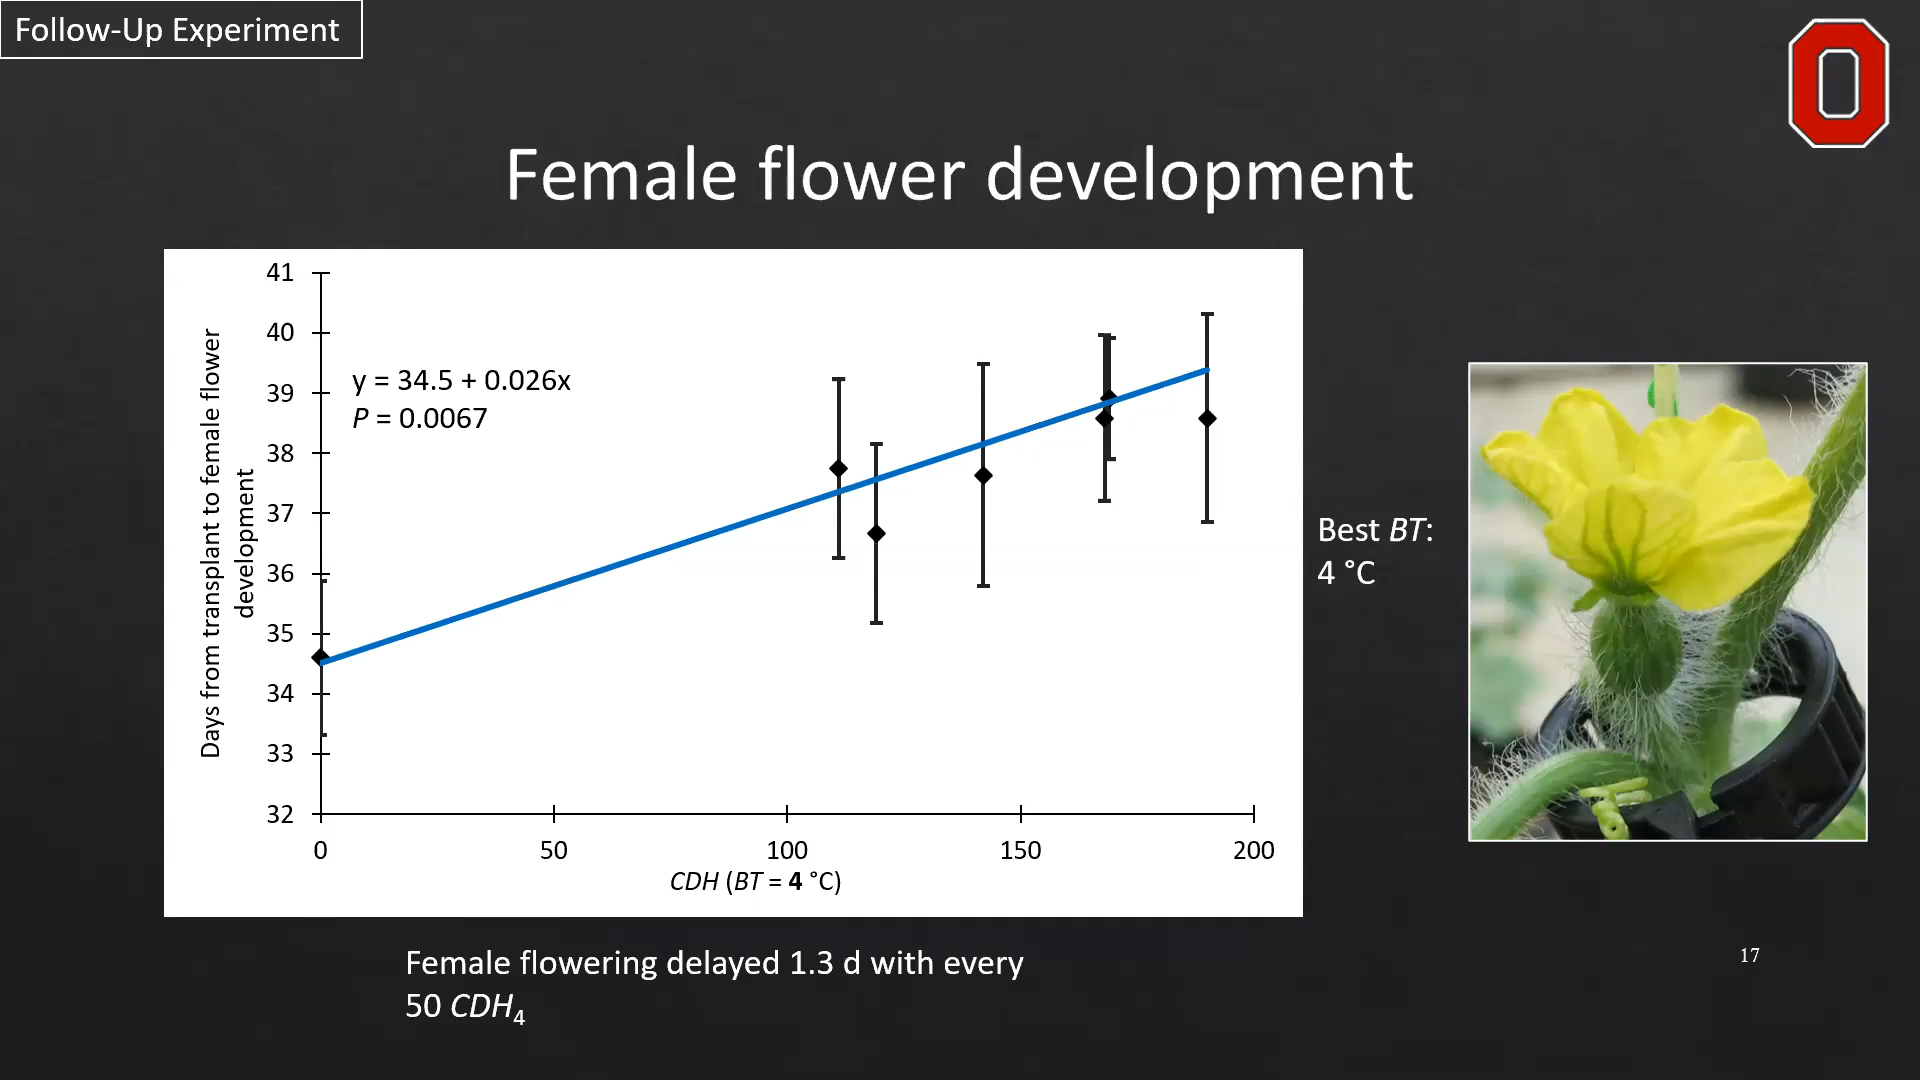 Follow-Up Experiment
O
Female flower development
Days from transplant to female flower
development
41
40
39
38
37
36
35
34
33
32
y = 34.5 + 0.026x
P = 0.0067
0
50
100
150
200
CDH (BT = 4 °C)
Best BT:
4 °C
Female flowering delayed 1.3 d with every
50 CDH₄
17